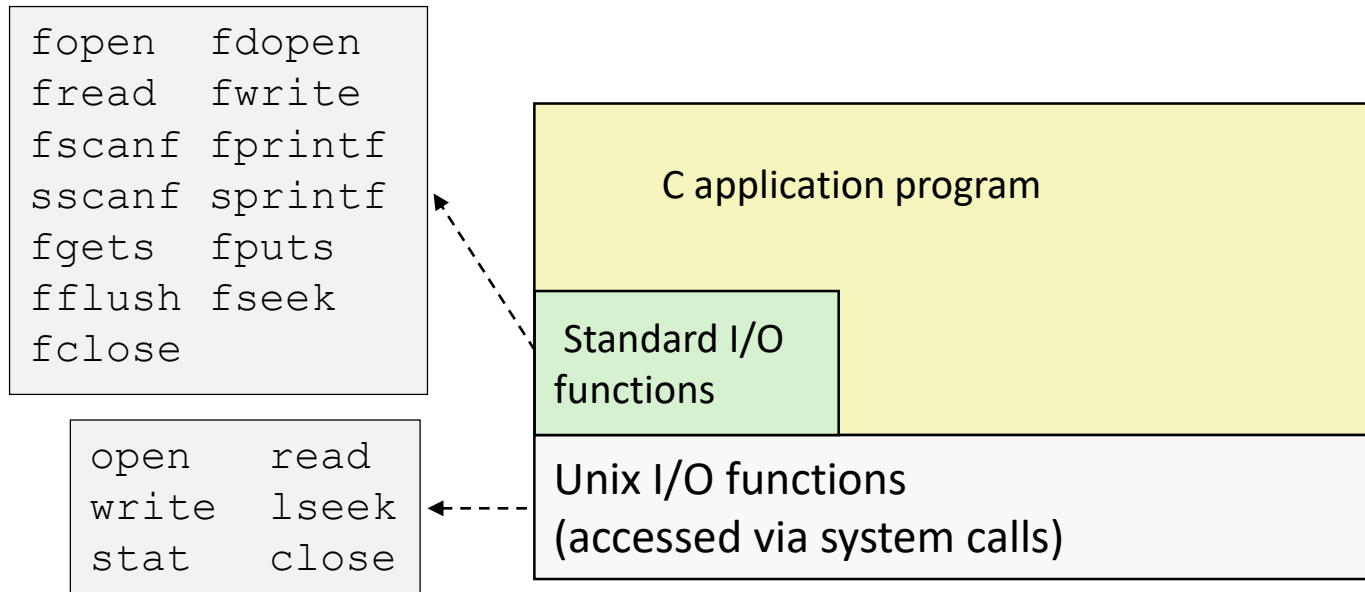 fopen fdopen
fread fwrite
fscanf fprintf
sscanf sprintf
fgets fputs
fflush fseek
fclose
C application program
Standard I/O
functions
open read
write lseek
stat close
Unix I/O functions
(accessed via system calls)